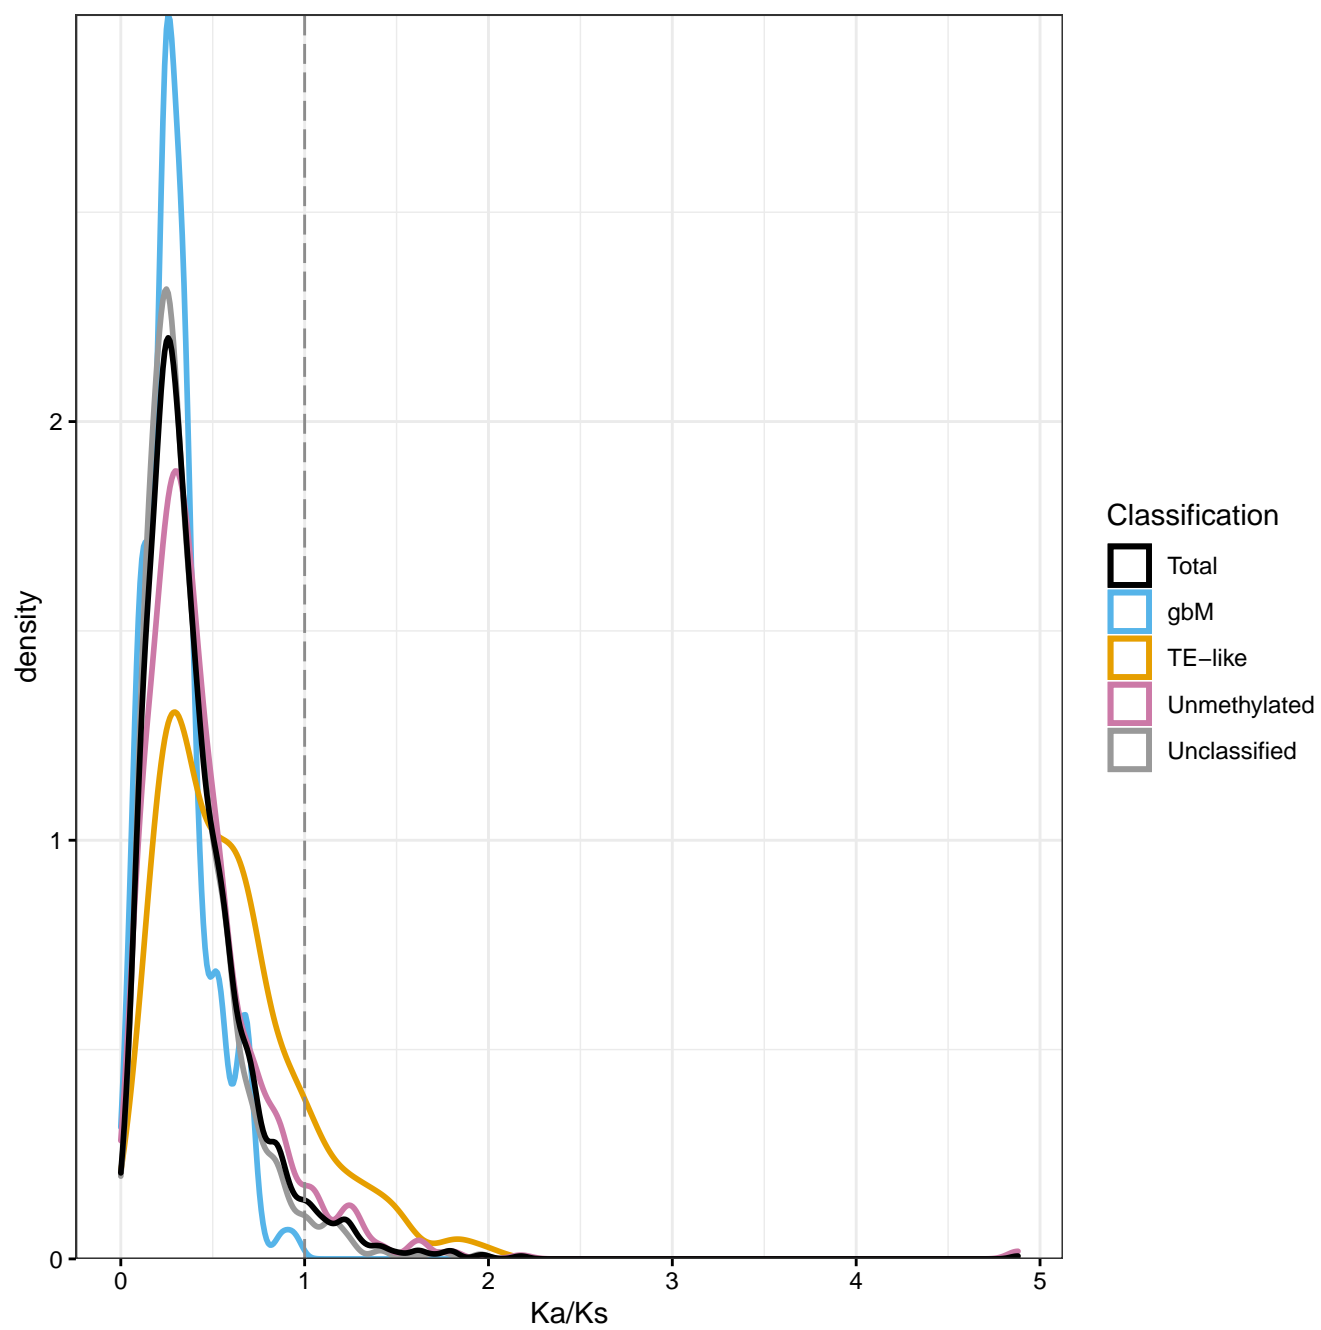 density
2
1
0
0
1
2
3
4
5
Ka/Ks
Classification
Total
gbM
TE−like
Unmethylated
Unclassified